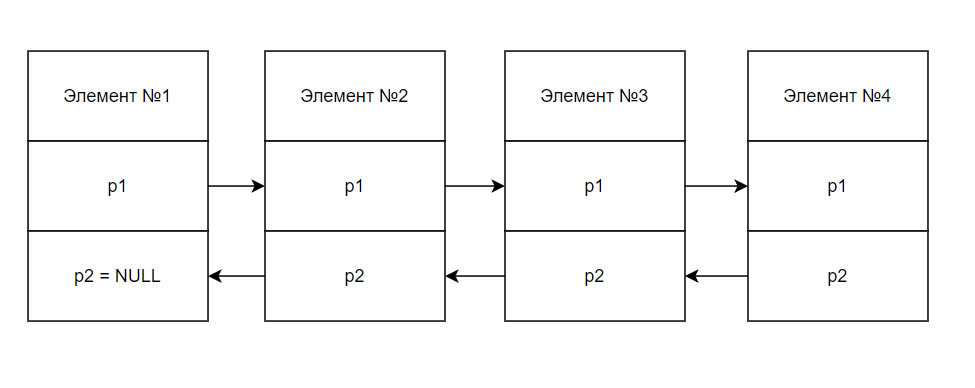 Элемент №1
Элемент №2
Элемент №3
Элемент №4
p1
p1
p1
p1
p2 = NULL
p2
p2
p2